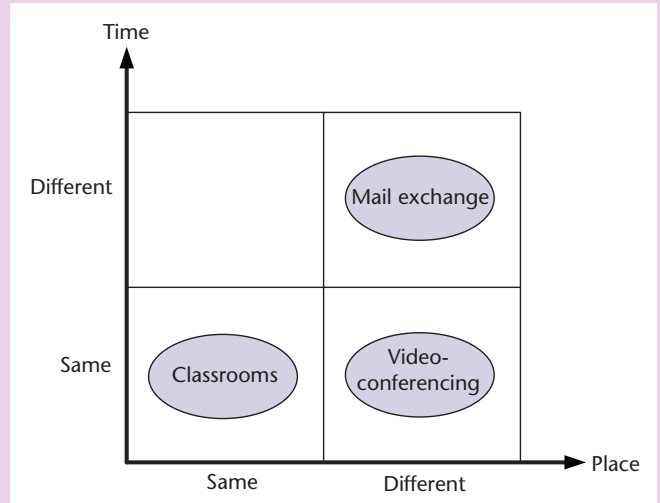 Time
Different
Mail exchange
Same
Classrooms
Video-
conferencing
Place
Same
Different